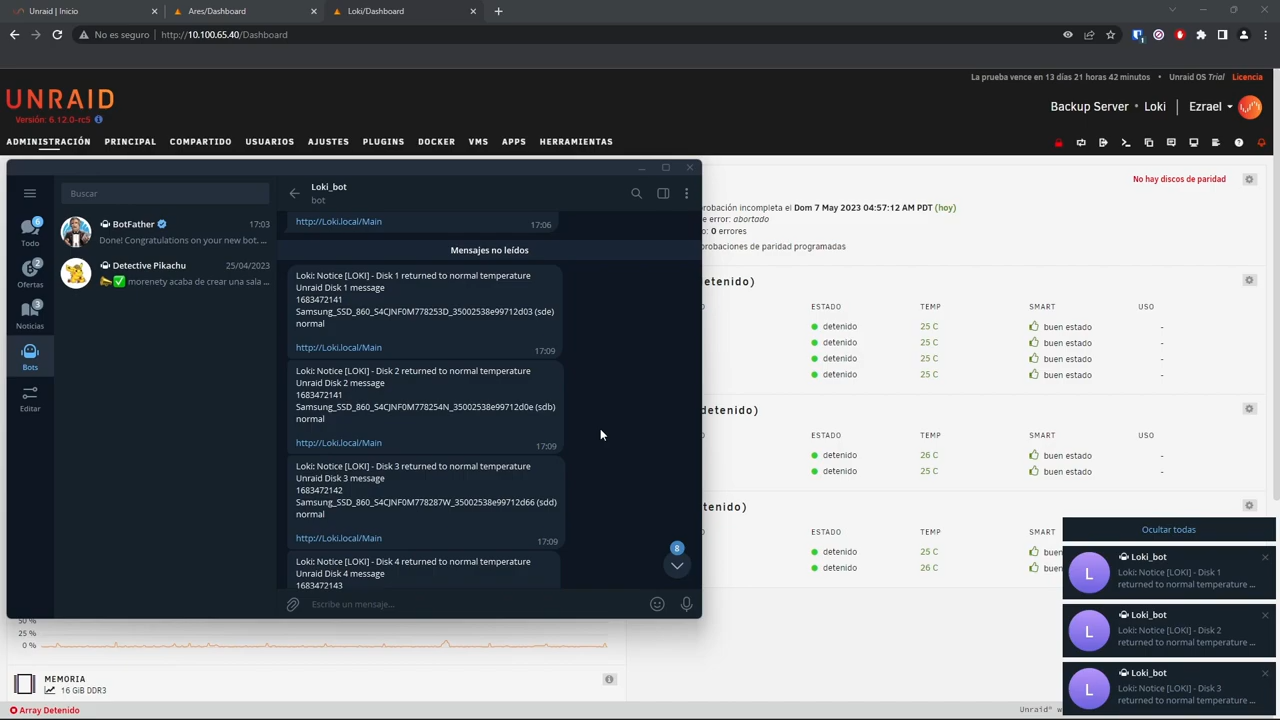 Unraid | Inicio
Ares/Dashboard
Loki/Dashboard
No es seguro
http://10.100.65.40/Dashboard
La prueba vence en 13 días 21 horas 42 minutos • Unraid OS Trial Licencia
UNRAID
Versión: 6.12.0-rc5
Backup Server • Loki
Ezrael
ADMINISTRACIÓN PRINCIPAL COMPARTIDO USUARIOS AJUSTES PLUGINS DOCKER VMS APPS HERRAMIENTAS
Buscar
Loki_bot
bot
6
Todo
2
Ofertas
3
Noticias
Bots
Editar
BotFather
17:03
Done! Congratulations on your new bot. ...
Detective Pikachu
25/04/2023
morenety acaba de crear una sala ...
http://Loki.local/Main
17:06
Mensajes no leídos
Loki: Notice [LOKI] - Disk 1 returned to normal temperature
Unraid Disk 1 message
1683472141
Samsung_SSD_860_S4CJNF0M778253D_35002538e99712d03 (sde)
normal
http://Loki.local/Main
17:09
Loki: Notice [LOKI] - Disk 2 returned to normal temperature
Unraid Disk 2 message
1683472141
Samsung_SSD_860_S4CJNF0M778254N_35002538e99712d0e (sdb)
normal
http://Loki.local/Main
17:09
Loki: Notice [LOKI] - Disk 3 returned to normal temperature
Unraid Disk 3 message
1683472142
Samsung_SSD_860_S4CJNF0M778287W_35002538e99712d66 (sdd)
normal
http://Loki.local/Main
17:09
Loki: Notice [LOKI] - Disk 4 returned to normal temperature
Unraid Disk 4 message
1683472143
8
Escribe un mensaje...
No hay discos de paridad
probación incompleta el Dom 7 May 2023 04:57:12 AM PDT (hoy)
e error: abortado
o: 0 errores
probaciones de paridad programadas
etenido)
ESTADO TEMP SMART USO
detenido 25 C buen estado -
detenido 25 C buen estado -
detenido 25 C buen estado -
detenido 25 C buen estado -
detenido)
ESTADO TEMP SMART USO
detenido 26 C buen estado -
detenido 25 C buen estado -
tenido)
ESTADO TEMP SMART
detenido 25 C buen
detenido 26 C buen
Ocultar todas
L
Loki_bot
Loki: Notice [LOKI] - Disk 1
returned to normal temperature ...
L
Loki_bot
Loki: Notice [LOKI] - Disk 2
returned to normal temperature ...
L
Loki_bot
Loki: Notice [LOKI] - Disk 3
returned to normal temperature ...
50 %
25 %
0 %
MEMORIA
16 GiB DDR3
Array Detenido
Unraid® w